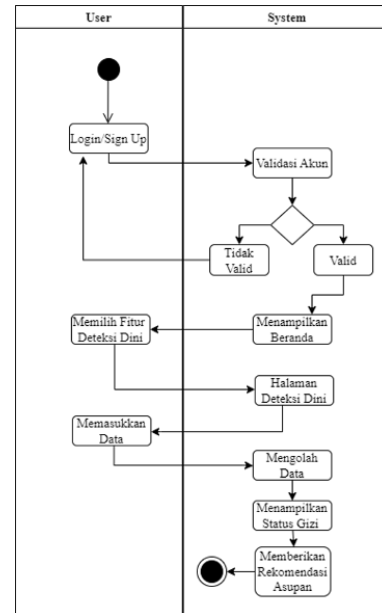 User
System
Login/Sign Up
Validasi Akun
Tidak
Valid
Valid
Memilih Fitur
Deteksi Dini
Menampilkan
Beranda
Halaman
Deteksi Dini
Memasukkan
Data
Mengolah
Data
Menampilkan
Status Gizi
Memberikan
Rekomendasi
Asupan